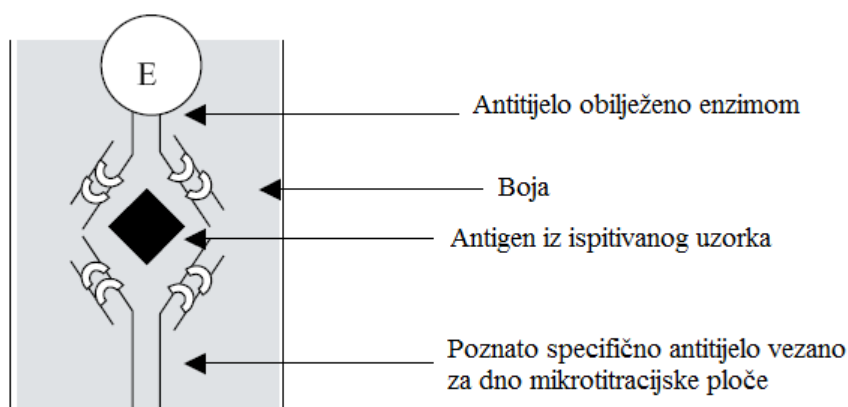 E
Antitijelo obilježeno enzimom
Boja
Antigen iz ispitivanog uzorka
Poznato specifično antitijelo vezano
za dno mikrotitracijske ploče